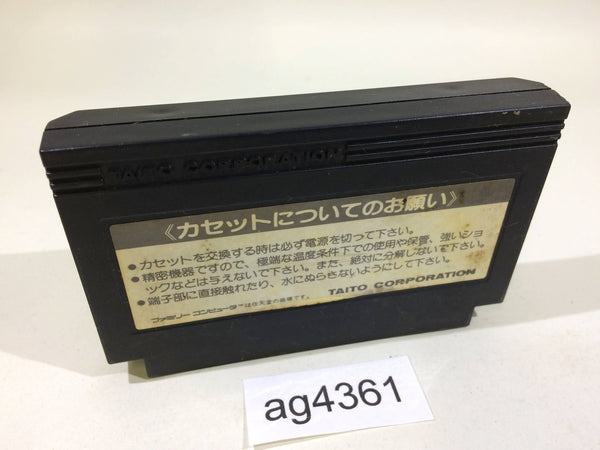 TAITO CORPORATION
《カセットについてのお願い》
●カセットを交換する時は必ず電源を切って下さい。
●精密機器ですので、極端な温度条件下での使用や保管、強いショ
ックなどは与えないで下さい。また、絶対に分解しないで下さい。
●端子部に直接触れたり、水にぬらさないようにして下さい。
TAITO CORPORATION
ファミリーコンピュータ™は任天堂の商標です。
ag4361